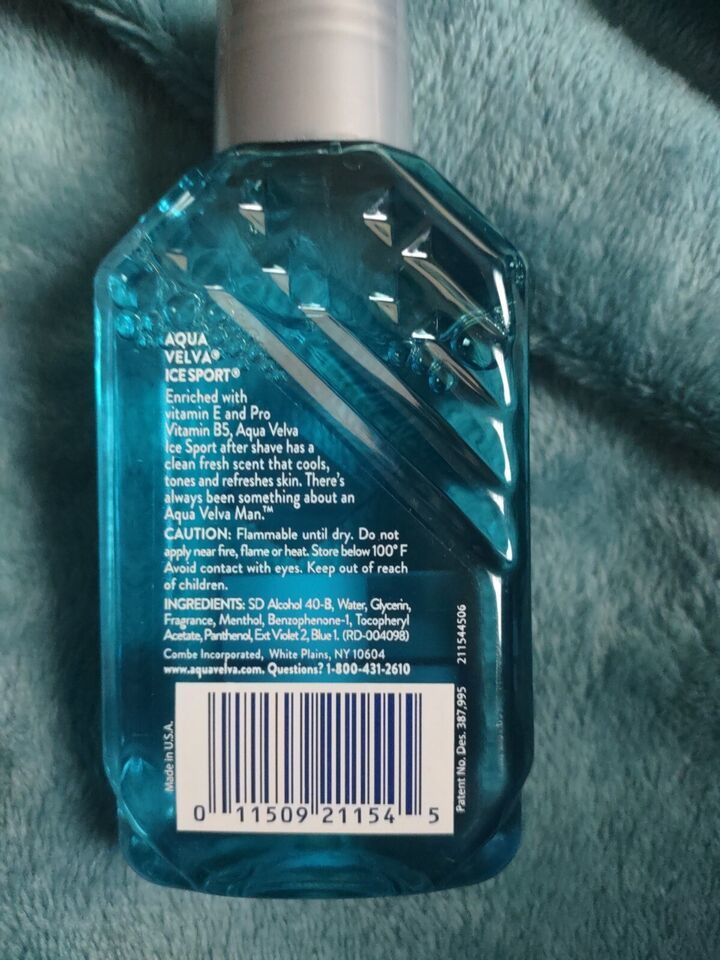 AQUA
VELVA®
ICE SPORT®
Enriched with
vitamin E and Pro
Vitamin B5, Aqua Velva
Ice Sport after shave has a
clean fresh scent that cools,
tones and refreshes skin. There's
always been something about an
Aqua Velva Man.™
CAUTION: Flammable until dry. Do not
apply near fire, flame or heat. Store below 100° F
Avoid contact with eyes. Keep out of reach
of children.
INGREDIENTS: SD Alcohol 40-B, Water, Glycerin,
Fragrance, Menthol, Benzophenone-1, Tocopheryl
Acetate, Panthenol, Ext Violet 2, Blue 1. (RD-004098)
Combe Incorporated, White Plains, NY 10604
www.aquavelva.com. Questions? 1-800-431-2610
Made in U.S.A.
0 11509 21154 5
Patent No. Des. 387,995 211544506